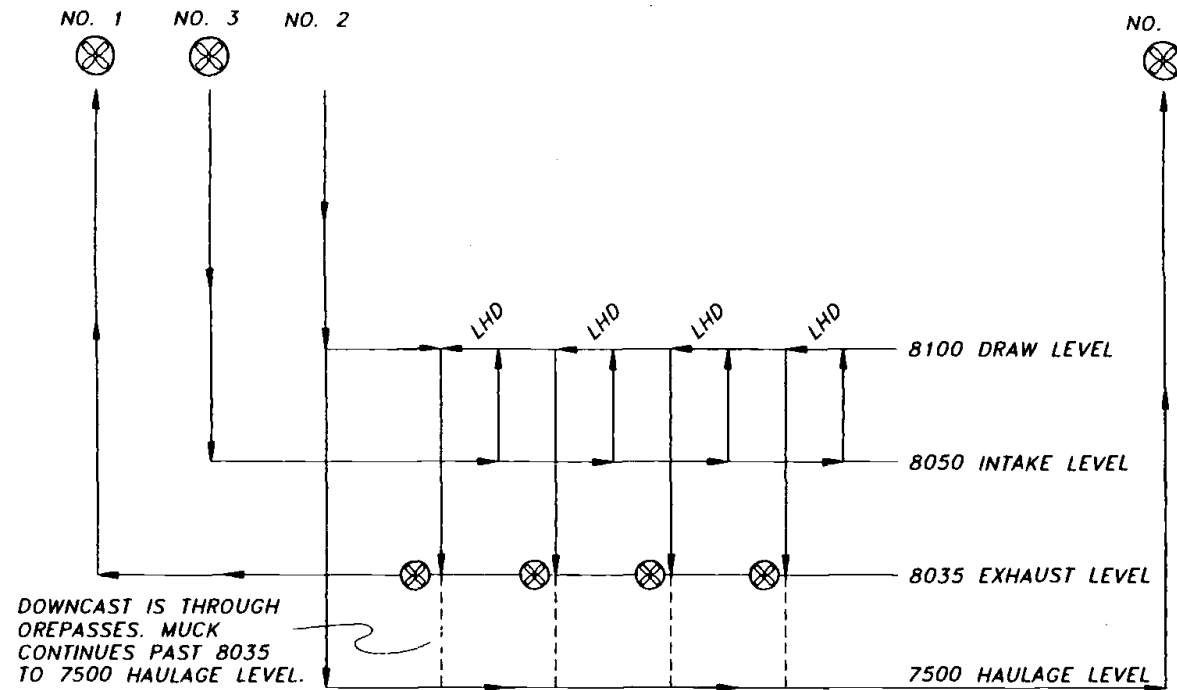 NO. 1 NO. 3 NO. 2 NO.
LHD LHD LHD LHD
8100 DRAW LEVEL
8050 INTAKE LEVEL
8035 EXHAUST LEVEL
DOWNCAST IS THROUGH
OREPASSES. MUCK
CONTINUES PAST 8035
TO 7500 HAULAGE LEVEL.
7500 HAULAGE LEVEL